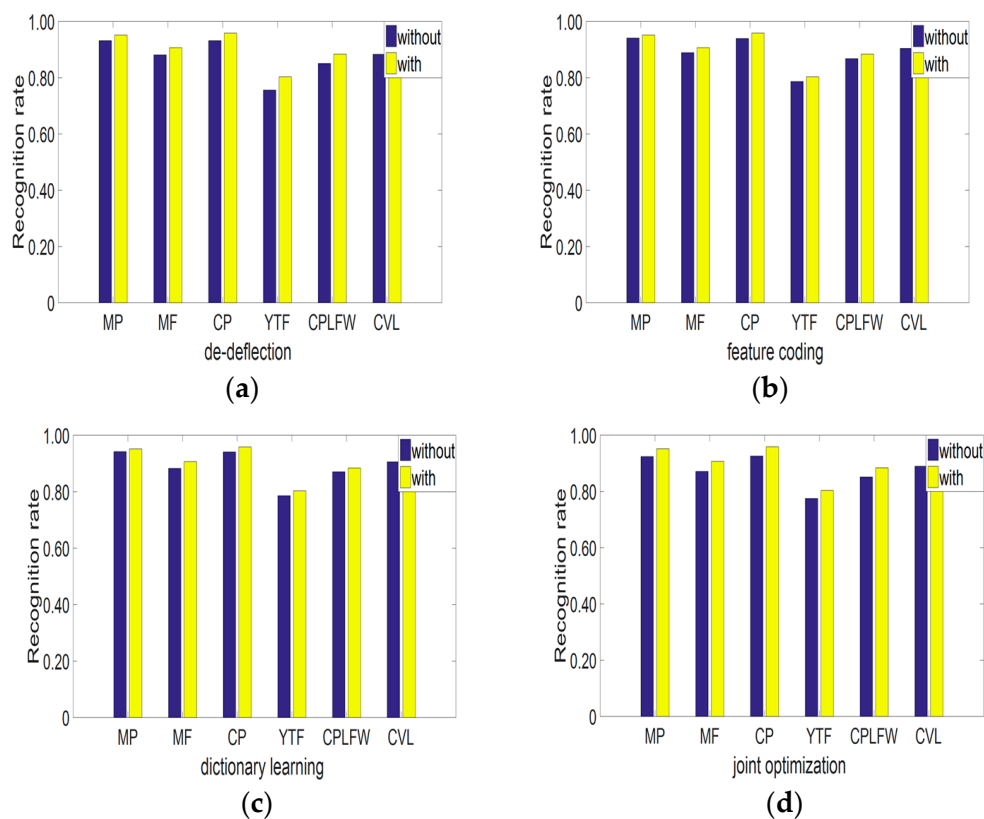 Recognition rate
1.00
0.80
0.60
0.40
0.20
0
without
with
MP MF CP YTF CPLFW CVL
de-deflection
(a)
Recognition rate
1.00
0.80
0.60
0.40
0.20
0
without
with
MP MF CP YTF CPLFW CVL
feature coding
(b)
Recognition rate
1.00
0.80
0.60
0.40
0.20
0
without
with
MP MF CP YTF CPLFW CVL
dictionary learning
(c)
Recognition rate
1.00
0.80
0.60
0.40
0.20
0
without
with
MP MF CP YTF CPLFW CVL
joint optimization
(d)